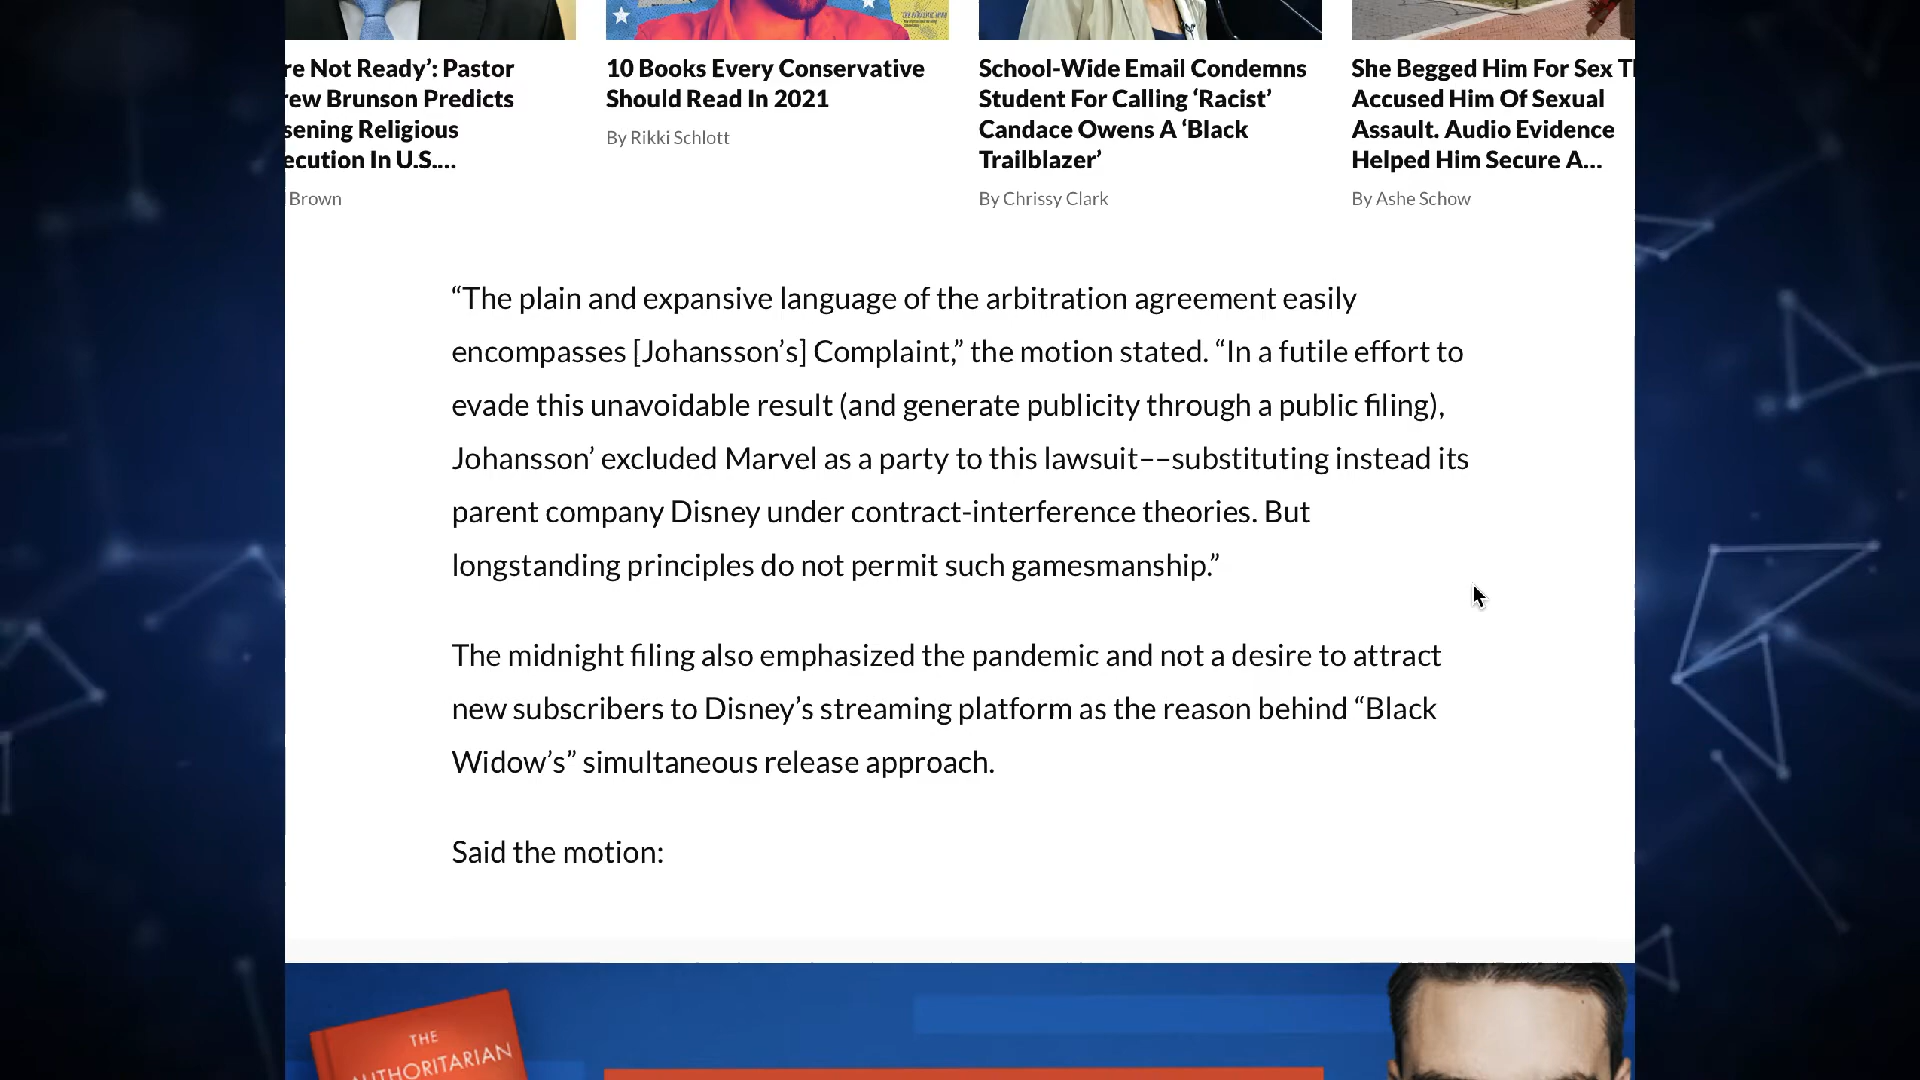 re Not Ready’: Pastor
rew Brunson Predicts
sening Religious
ecution In U.S....
Brown
10 Books Every Conservative
Should Read In 2021
By Rikki Schlott
School-Wide Email Condemns
Student For Calling ‘Racist’
Candace Owens A ‘Black
Trailblazer’
By Chrissy Clark
She Begged Him For Sex T
Accused Him Of Sexual
Assault. Audio Evidence
Helped Him Secure A...
By Ashe Schow
“The plain and expansive language of the arbitration agreement easily
encompasses [Johansson’s] Complaint,” the motion stated. “In a futile effort to
evade this unavoidable result (and generate publicity through a public filing),
Johansson’ excluded Marvel as a party to this lawsuit––substituting instead its
parent company Disney under contract-interference theories. But
longstanding principles do not permit such gamesmanship.”
The midnight filing also emphasized the pandemic and not a desire to attract
new subscribers to Disney’s streaming platform as the reason behind “Black
Widow’s” simultaneous release approach.
Said the motion:
THE
AUTHORITARIAN